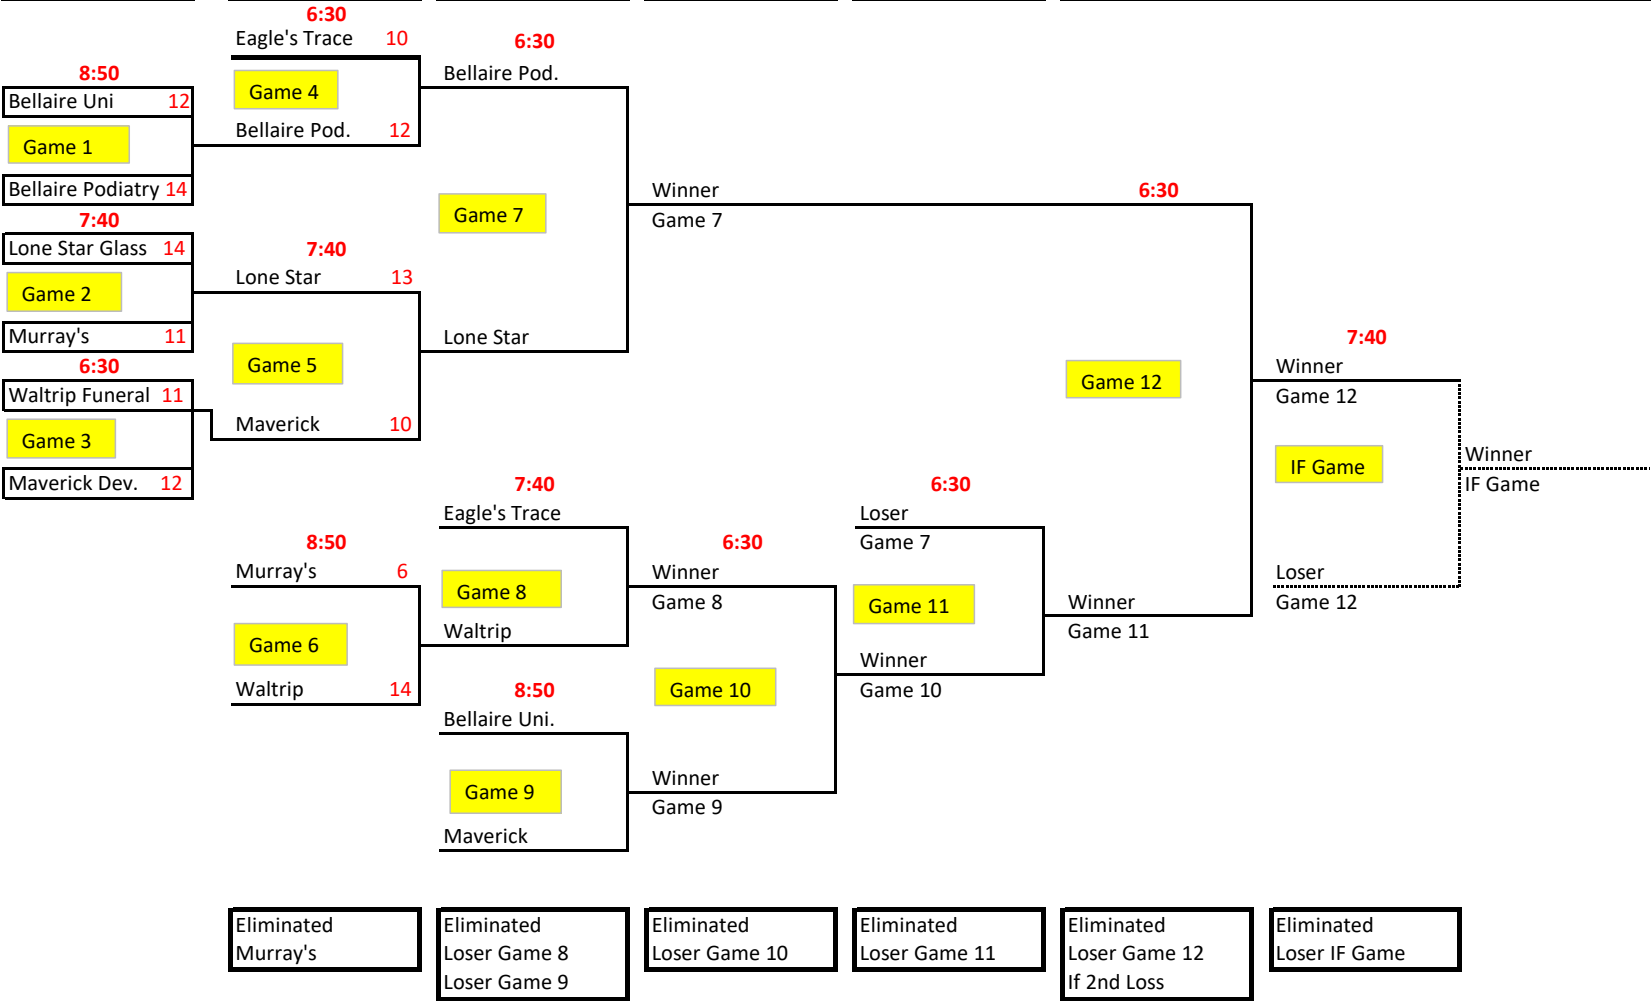 6:30
Eagle's Trace 10
6:30
8:50
Bellaire Pod.
Bellaire Uni 12
Game 4
Bellaire Pod. 12
Game 1
Bellaire Podiatry 14
Winner
6:30
Game 7
Game 7
7:40
Lone Star Glass 14
7:40
Lone Star 13
Game 2
Murray's 11
Lone Star
7:40
6:30
Game 5
Winner
Game 12
Waltrip Funeral 11
Game 12
Maverick 10
Game 3
Winner
IF Game
Maverick Dev. 12
IF Game
7:40
6:30
Eagle's Trace
Loser
8:50
6:30
Game 7
Murray's 6
Winner
Loser
Game 8
Game 8
Game 11
Winner
Game 12
Waltrip
Game 11
Game 6
Winner
Waltrip 14
8:50
Game 10
Game 10
Bellaire Uni.
Winner
Game 9
Game 9
Maverick
Eliminated
Murray's
Eliminated
Loser Game 8
Loser Game 9
Eliminated
Loser Game 10
Eliminated
Loser Game 11
Eliminated
Loser Game 12
If 2nd Loss
Eliminated
Loser IF Game